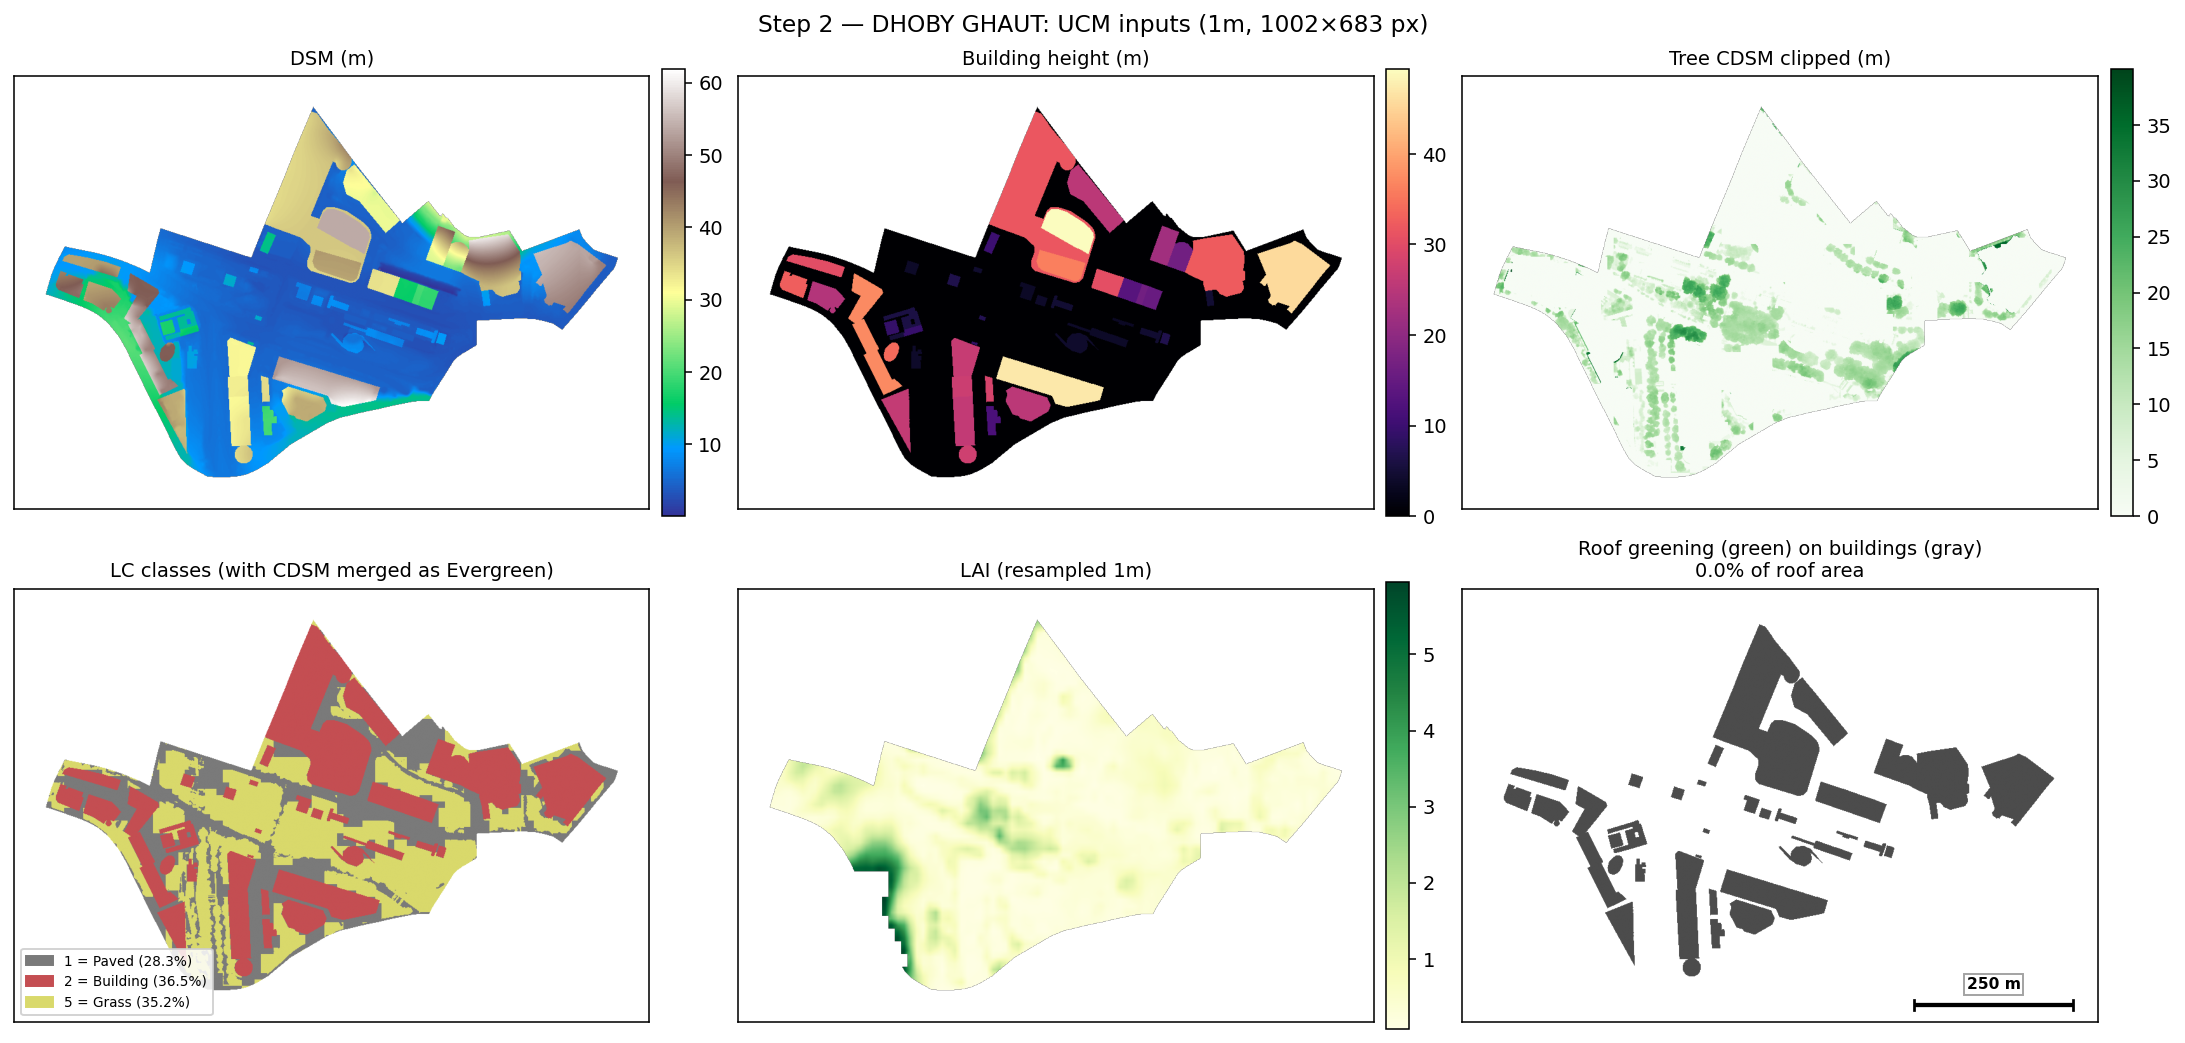 Step 2 — DHOBY GHAUT: UCM inputs (1m, 1002×683 px)
DSM (m)
60
50
40
30
20
10
Building height (m)
40
30
20
10
0
Tree CDSM clipped (m)
35
30
25
20
15
10
5
0
LC classes (with CDSM merged as Evergreen)
1 = Paved (28.3%)
2 = Building (36.5%)
5 = Grass (35.2%)
LAI (resampled 1m)
5
4
3
2
1
Roof greening (green) on buildings (gray)
0.0% of roof area
250 m